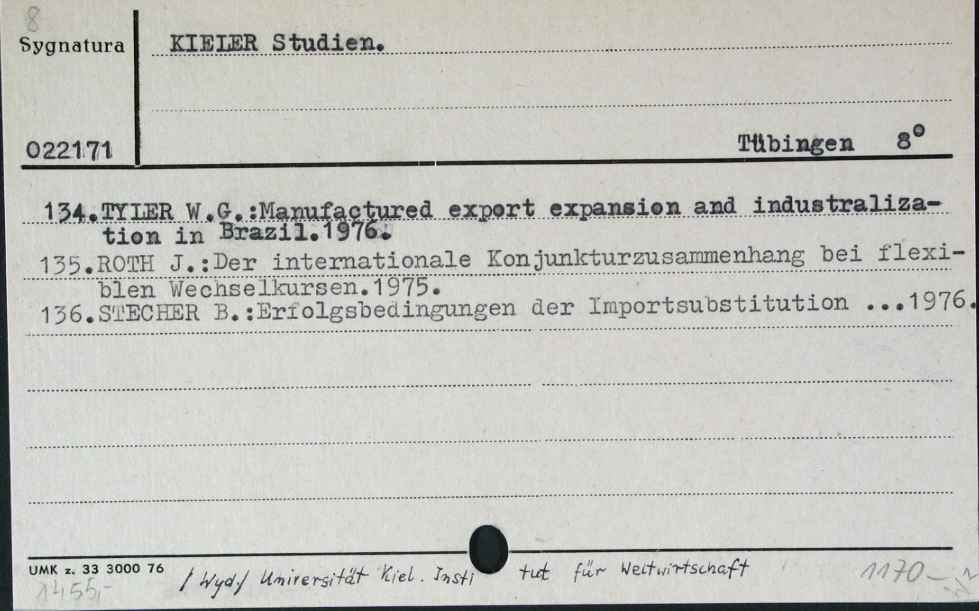 8
Sygnatura KIELER Studien.
022171 Tübingen 8°
134.TYLER W.G.:Manufactured export expansion and industraliza-
tion in Brazil.1976.
135.ROTH J.:Der internationale Konjunkturzusammenhang bei flexi-
blen Wechselkursen.1975.
136.STECHER B.:Erfolgsbedingungen der Importsubstitution ...1976.
UMK z. 33 3000 76
/Wyd/ Universität Kiel. Institut für Weltwirtschaft
1455,- 1170-